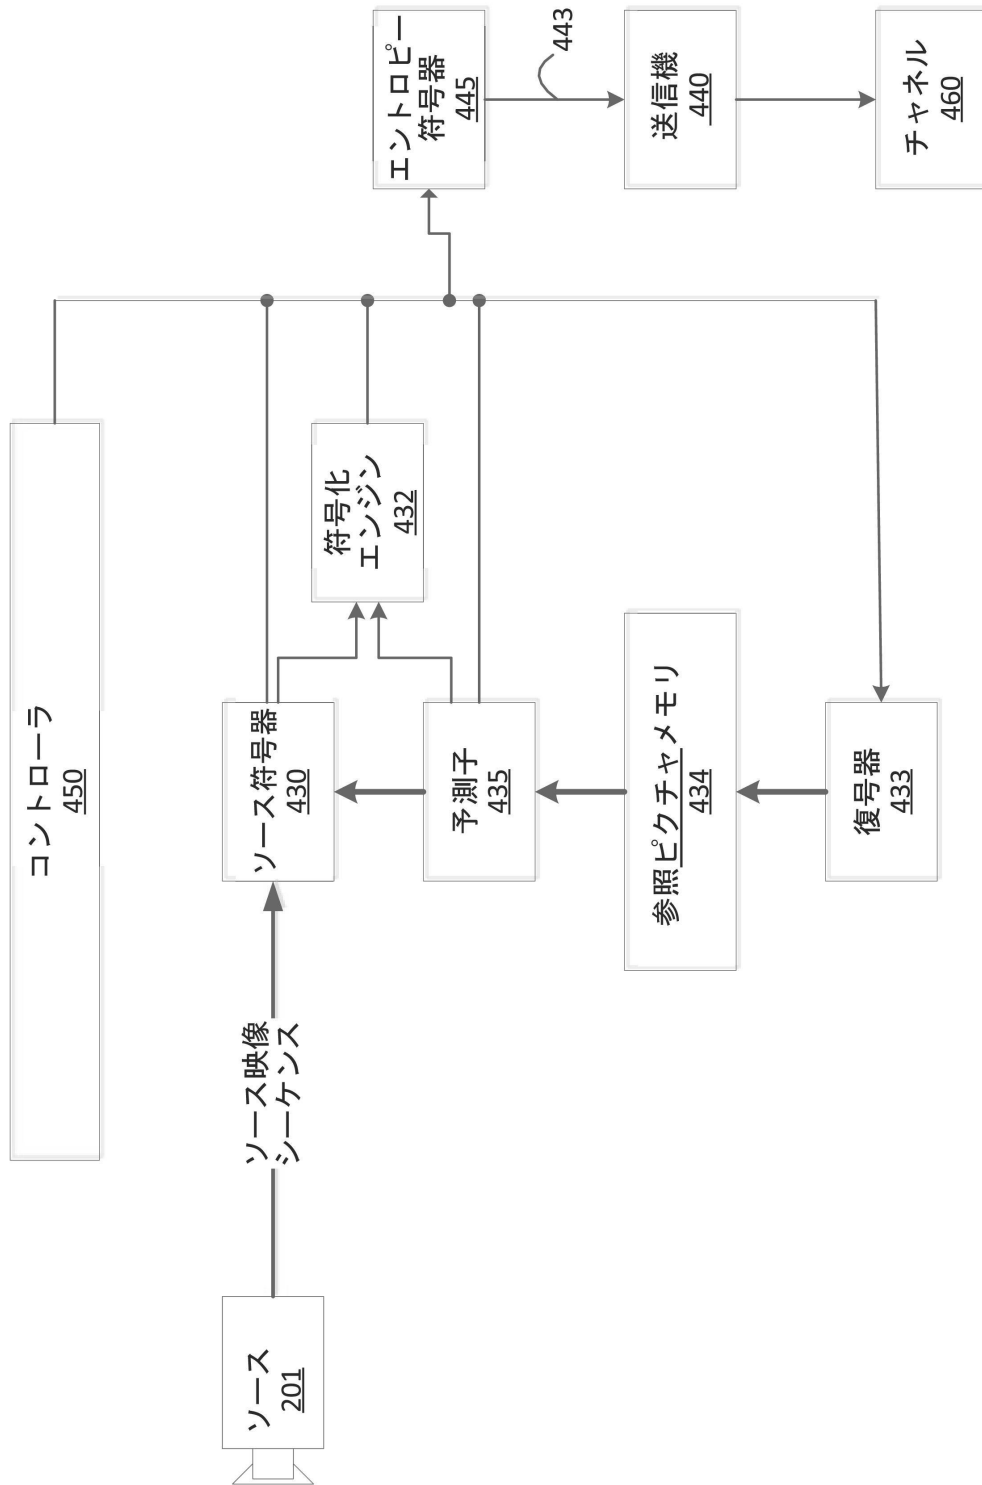 コントローラ
450
ソース
201
ソース映像
シーケンス
ソース符号器
430
符号化
エンジン
432
予測子
435
参照ピクチャメモリ
434
復号器
433
エントロピー
符号器
445
443
送信機
440
チャネル
460